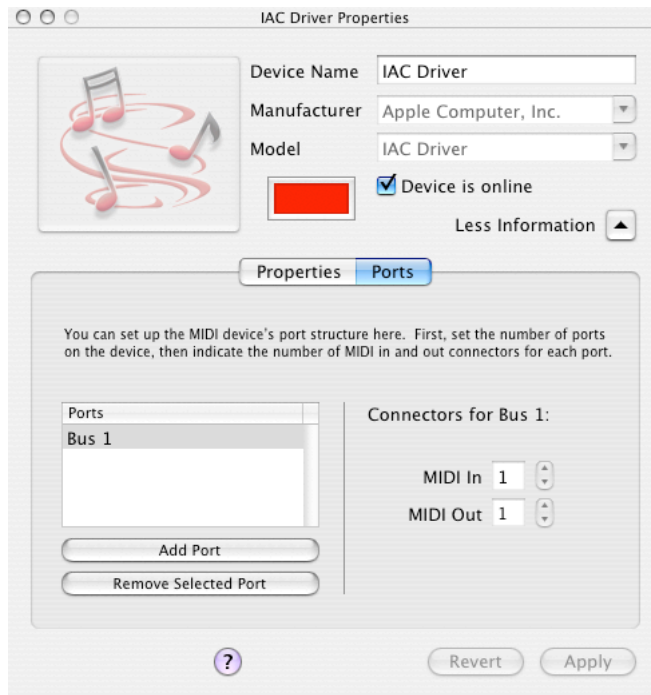 IAC Driver Properties
Device Name IAC Driver
Manufacturer Apple Computer, Inc.
Model IAC Driver
Device is online
Less Information
Properties Ports
You can set up the MIDI device's port structure here. First, set the number of ports
on the device, then indicate the number of MIDI in and out connectors for each port.
Ports
Bus 1
Add Port
Remove Selected Port
Connectors for Bus 1:
MIDI In 1
MIDI Out 1
?
Revert Apply